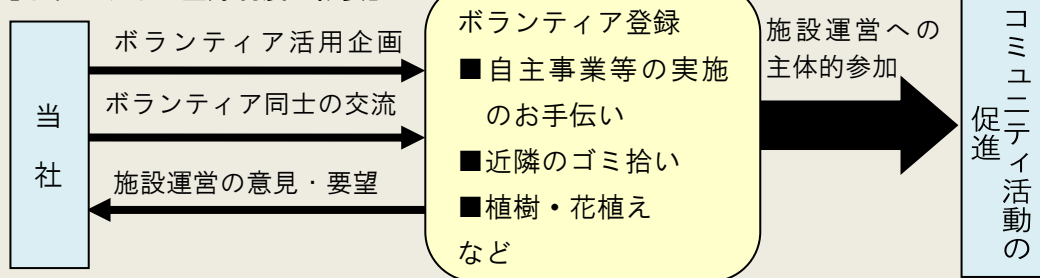 当社
ボランティア活用企画
ボランティア同士の交流
施設運営の意見・要望
ボランティア登録
■自主事業等の実施
のお手伝い
■近隣のゴミ拾い
■植樹・花植え
など
施設運営への
主体的参加
コミュニティ活動の
促進